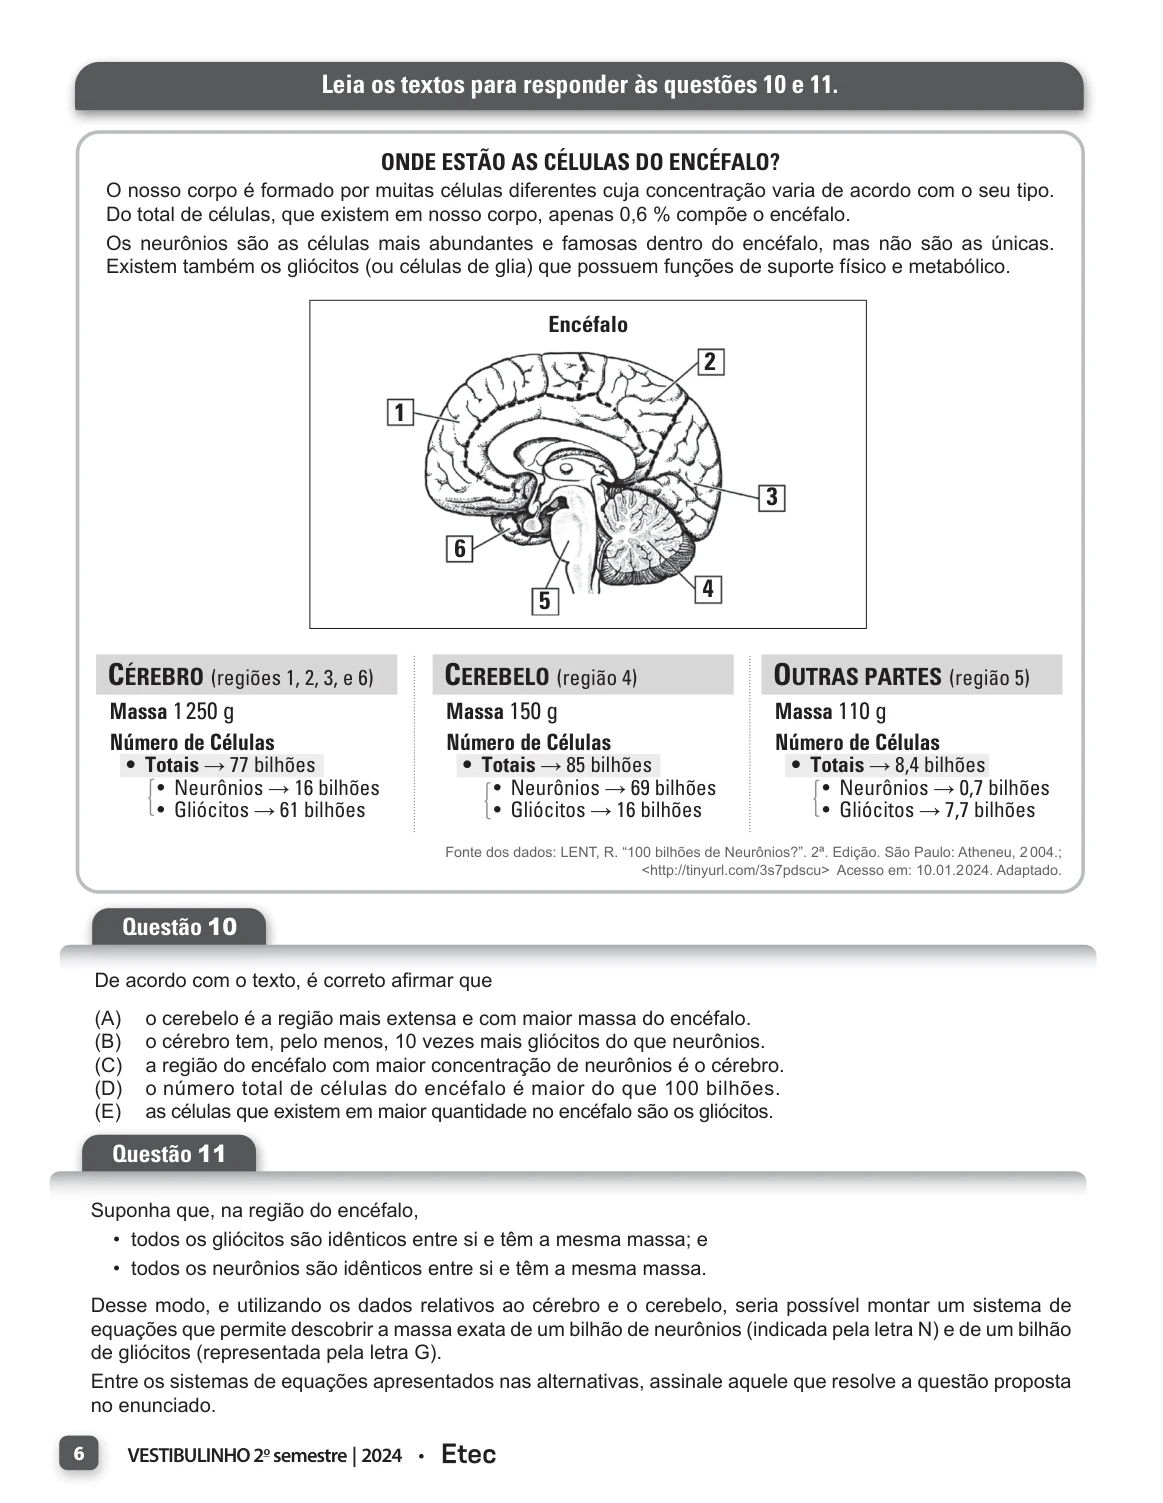 Leia os textos para responder às questões 10 e 11.
ONDE ESTÃO AS CÉLULAS DO ENCÉFALO?
O nosso corpo é formado por muitas células diferentes cuja concentração varia de acordo com o seu tipo.
Do total de células, que existem em nosso corpo, apenas 0,6 % compõe o encéfalo.
Os neurônios são as células mais abundantes e famosas dentro do encéfalo, mas não são as únicas.
Existem também os gliócitos (ou células de glia) que possuem funções de suporte físico e metabólico.
Encéfalo
1
2
3
4
5
6
CÉREBRO (regiões 1, 2, 3, e 6)
Massa 1 250 g
Número de Células
• Totais → 77 bilhões
• Neurônios → 16 bilhões
• Gliócitos → 61 bilhões
CEREBELO (região 4)
Massa 150 g
Número de Células
• Totais → 85 bilhões
• Neurônios → 69 bilhões
• Gliócitos → 16 bilhões
OUTRAS PARTES (região 5)
Massa 110 g
Número de Células
• Totais → 8,4 bilhões
• Neurônios → 0,7 bilhões
• Gliócitos → 7,7 bilhões
Fonte dos dados: LENT, R. “100 bilhões de Neurônios?”. 2ª. Edição. São Paulo: Atheneu, 2 004.;
<http://tinyurl.com/3s7pdscu> Acesso em: 10.01.2024. Adaptado.
Questão 10
De acordo com o texto, é correto afirmar que
(A) o cerebelo é a região mais extensa e com maior massa do encéfalo.
(B) o cérebro tem, pelo menos, 10 vezes mais gliócitos do que neurônios.
(C) a região do encéfalo com maior concentração de neurônios é o cérebro.
(D) o número total de células do encéfalo é maior do que 100 bilhões.
(E) as células que existem em maior quantidade no encéfalo são os gliócitos.
Questão 11
Suponha que, na região do encéfalo,
• todos os gliócitos são idênticos entre si e têm a mesma massa; e
• todos os neurônios são idênticos entre si e têm a mesma massa.
Desse modo, e utilizando os dados relativos ao cérebro e o cerebelo, seria possível montar um sistema de
equações que permite descobrir a massa exata de um bilhão de neurônios (indicada pela letra N) e de um bilhão
de gliócitos (representada pela letra G).
Entre os sistemas de equações apresentados nas alternativas, assinale aquele que resolve a questão proposta
no enunciado.
6 VESTIBULINHO 2º semestre | 2024 • Etec